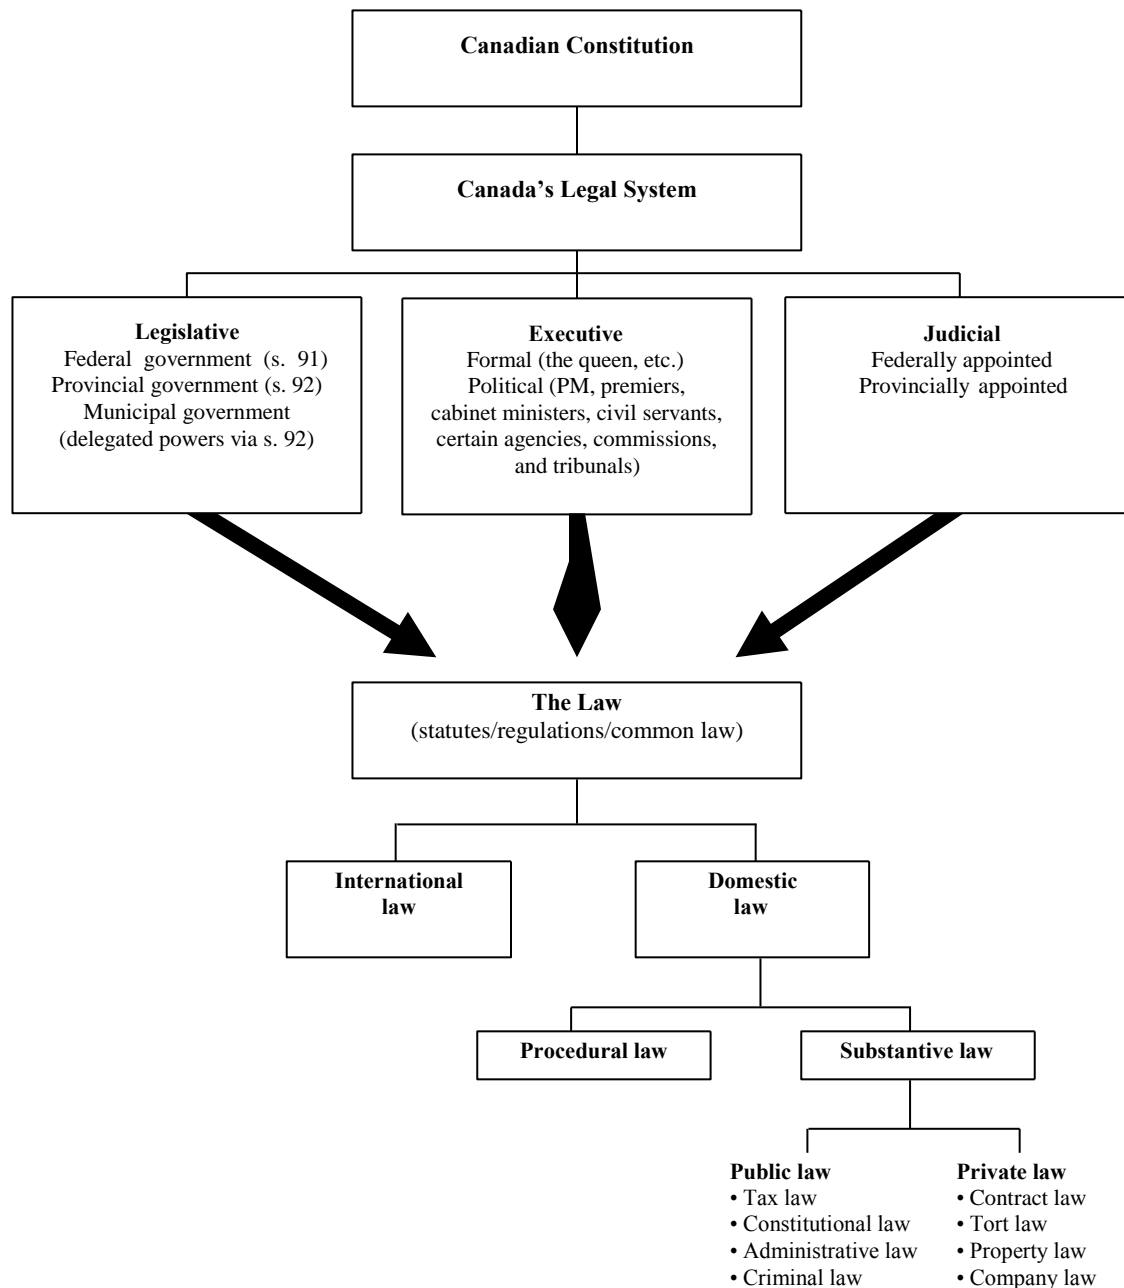 Canadian Constitution
Canada’s Legal System
Legislative
Federal government (s. 91)
Provincial government (s. 92)
Municipal government
(delegated powers via s. 92)
Executive
Formal (the queen, etc.)
Political (PM, premiers,
cabinet ministers, civil servants,
certain agencies, commissions,
and tribunals)
Judicial
Federally appointed
Provincially appointed
The Law
(statutes/regulations/common law)
International
law
Domestic
law
Procedural law
Substantive law
Public law
• Tax law
• Constitutional law
• Administrative law
• Criminal law
Private law
• Contract law
• Tort law
• Property law
• Company law